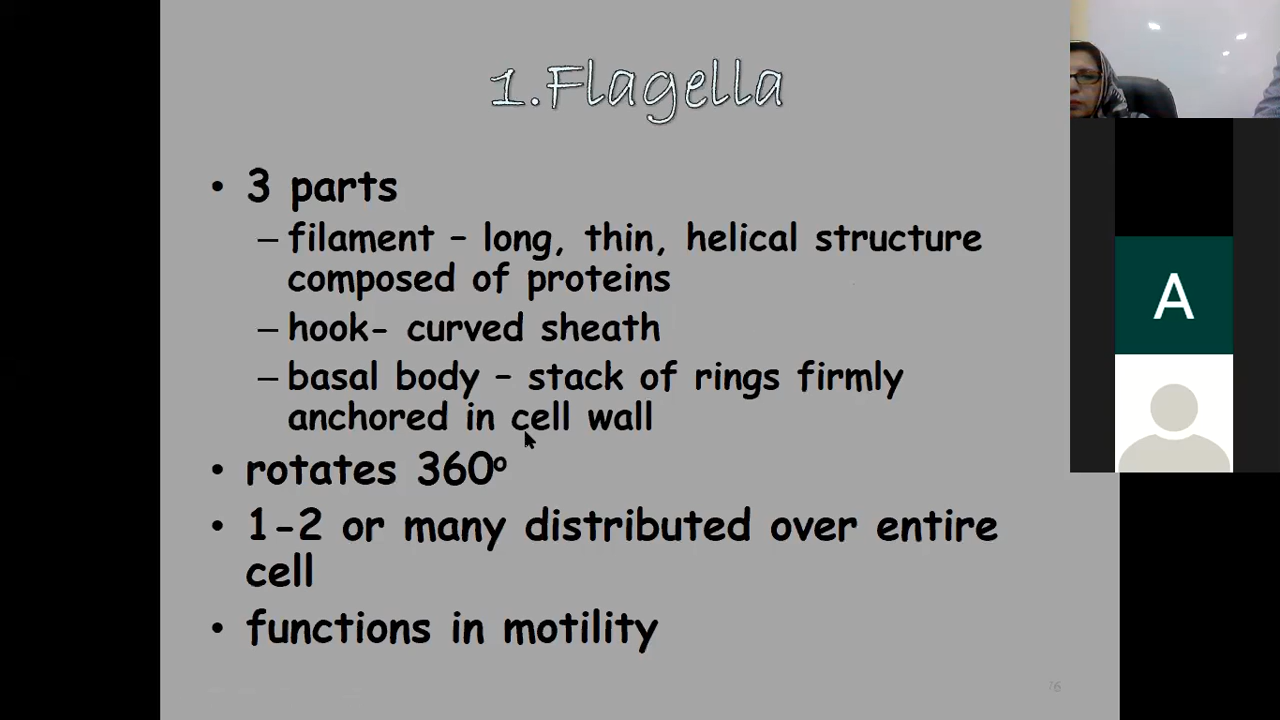 1.Flagella
• 3 parts
– filament – long, thin, helical structure
composed of proteins
– hook- curved sheath
– basal body – stack of rings firmly
anchored in cell wall
• rotates 360º
• 1-2 or many distributed over entire
cell
• functions in motility
A